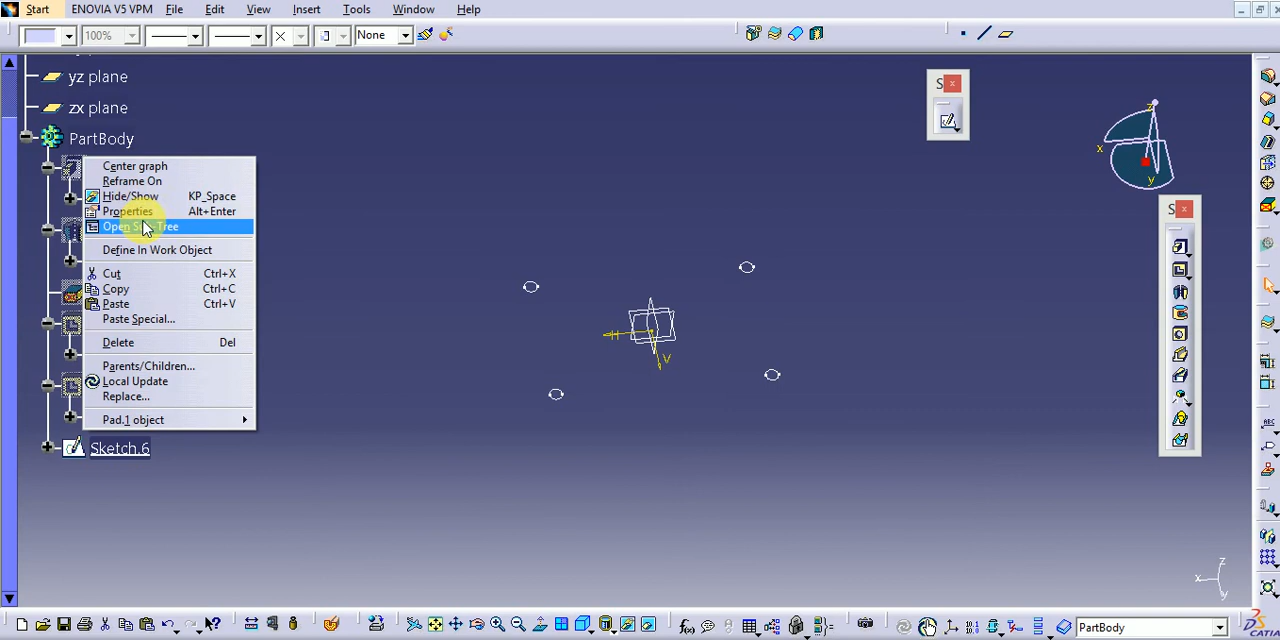 Start ENOVIA V5 VPM File Edit View Insert Tools Window Help
100% None
yz plane
zx plane
PartBody
Center graph
Reframe On
Hide/Show KP_Space
Properties Alt+Enter
Define In Work Object
Cut Ctrl+X
Copy Ctrl+C
Paste Ctrl+V
Paste Special...
Delete Del
Parents/Children...
Local Update
Replace...
Pad.1 object
Sketch.6
S
S
z
x
y
H
V
z
x
y
PartBody